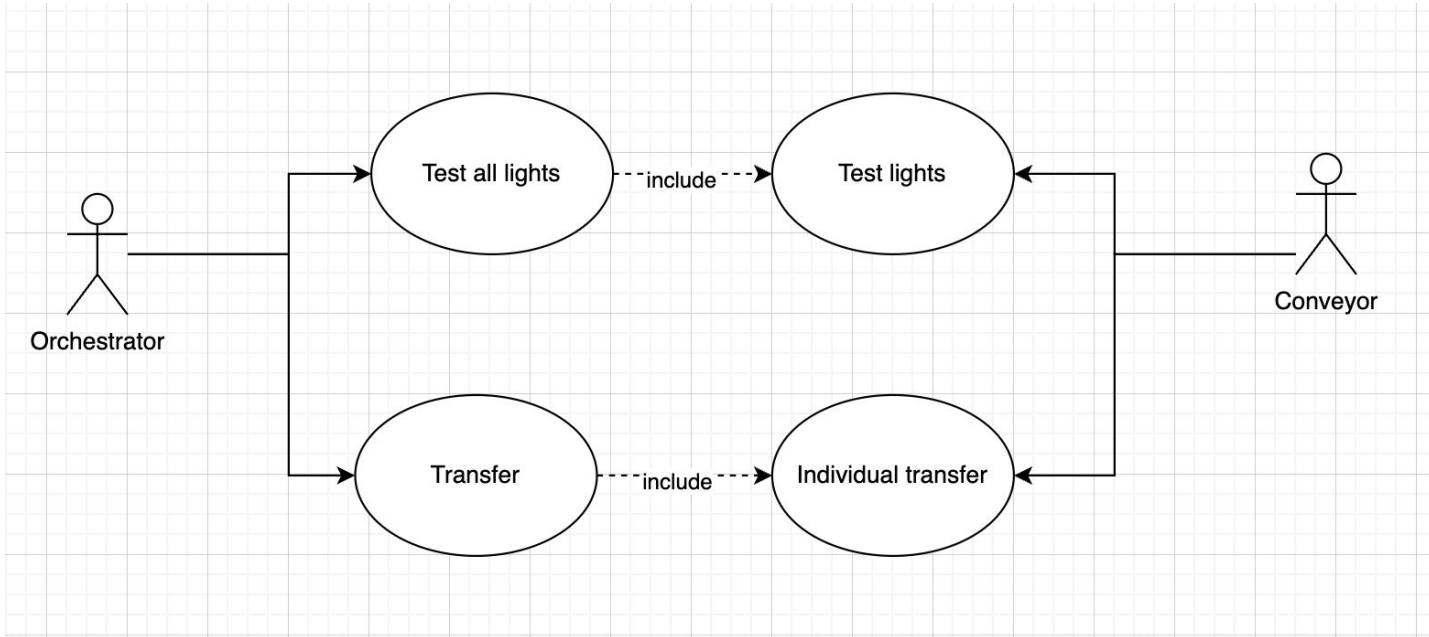 Test all lights
include
Test lights
Orchestrator
Conveyor
Transfer
include
Individual transfer